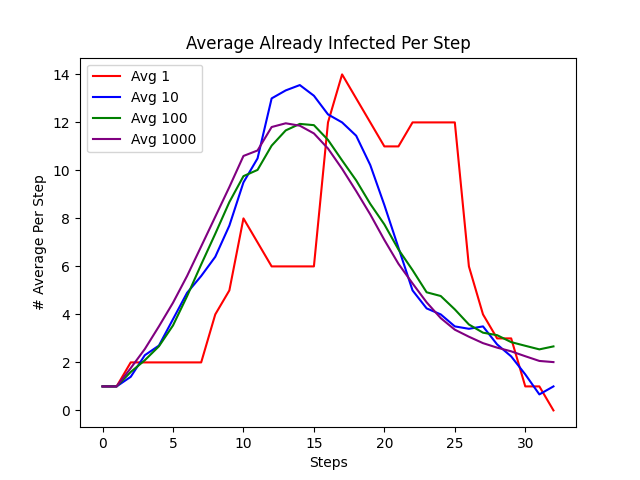 Average Already Infected Per Step
14
12
10
8
6
4
2
0
# Average Per Step
Avg 1
Avg 10
Avg 100
Avg 1000
0 5 10 15 20 25 30
Steps